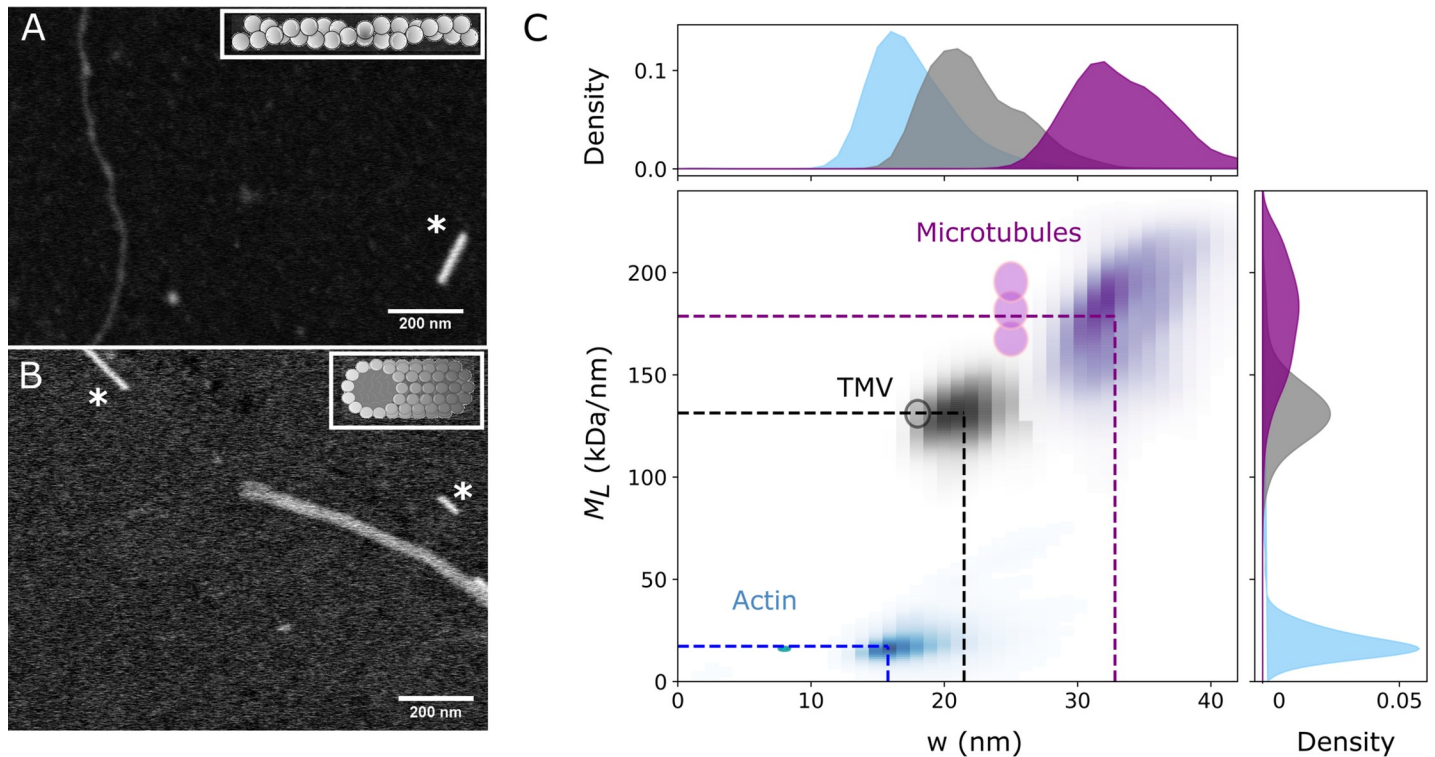 A
*
200 nm
B
*
*
200 nm
C
Density
0.1
0.0
M_L (kDa/nm)
200
150
100
50
0
Microtubules
TMV
Actin
0
10
20
30
40
w (nm)
0
0.05
Density